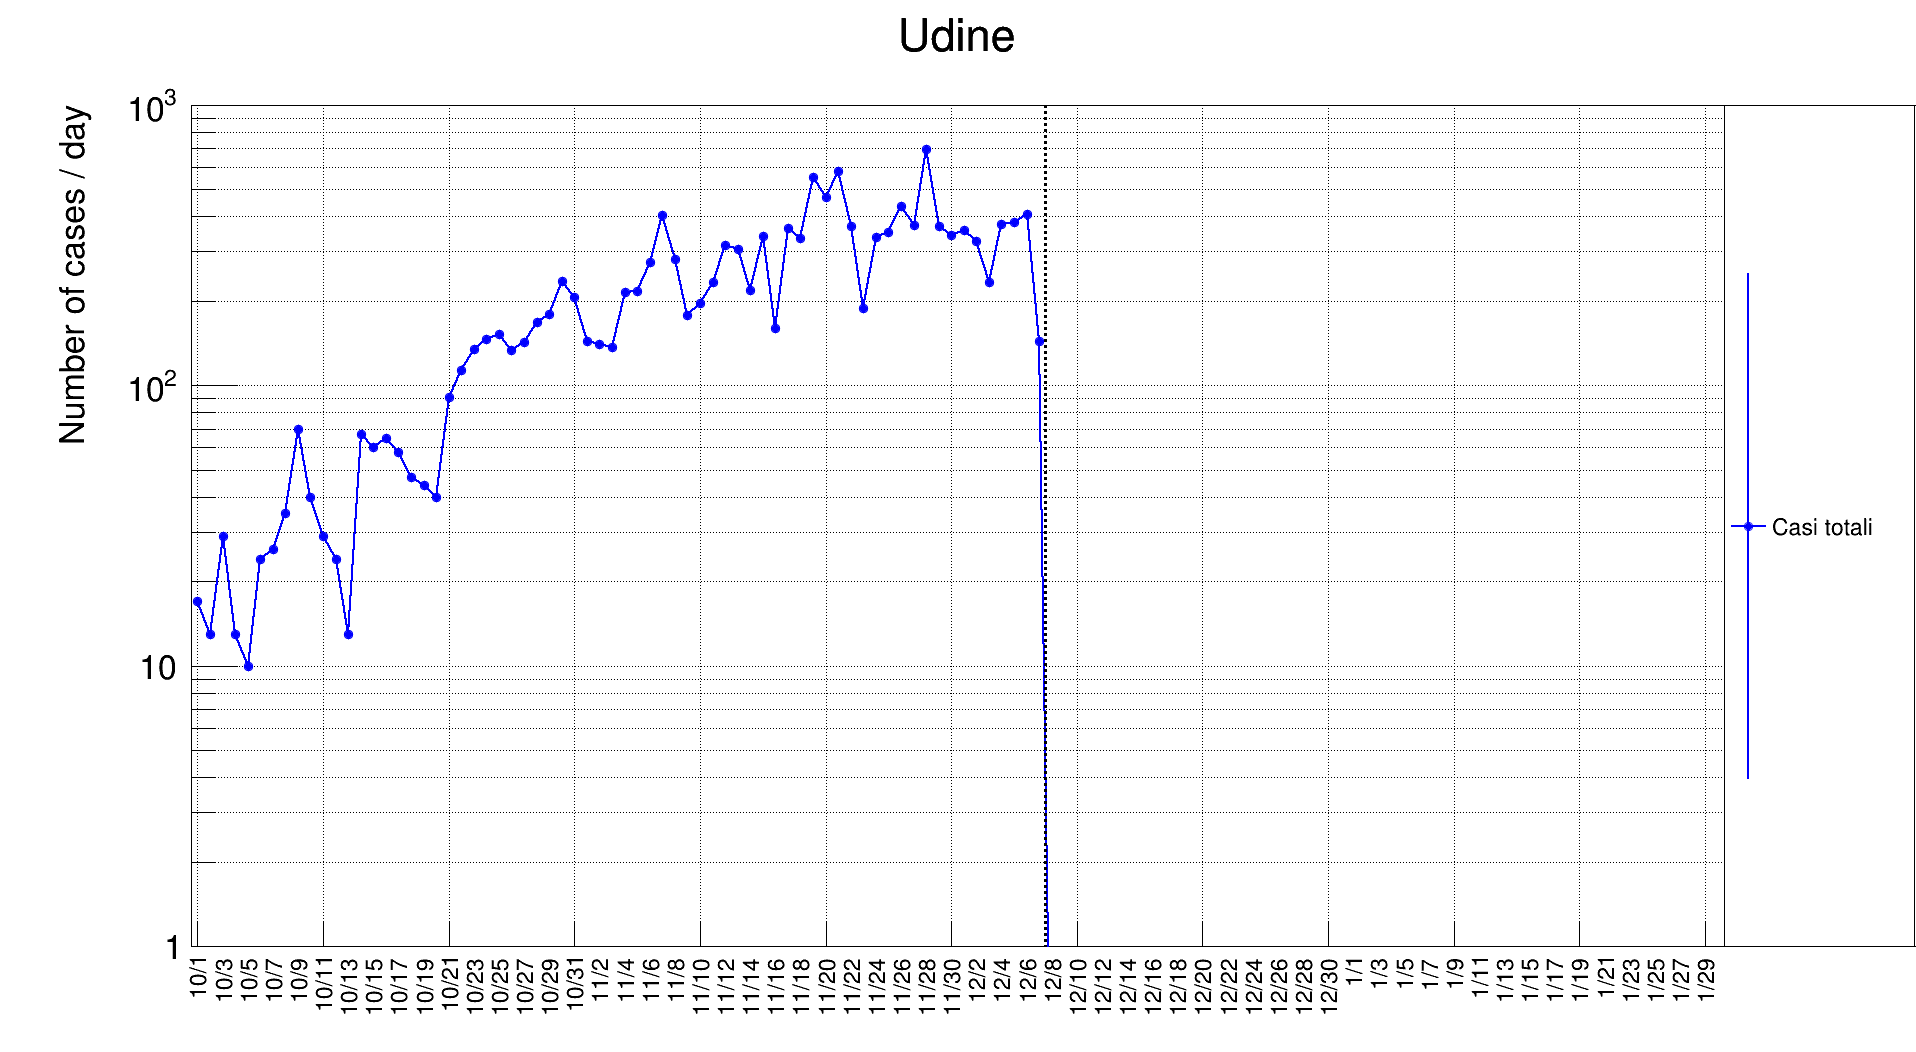 Udine
Number of cases / day
10³
10²
10
1
10/1 10/3 10/5 10/7 10/9 10/11 10/13 10/15 10/17 10/19 10/21 10/23 10/25 10/27 10/29 10/31 11/2 11/4 11/6 11/8 11/10 11/12 11/14 11/16 11/18 11/20 11/22 11/24 11/26 11/28 11/30 12/2 12/4 12/6 12/8 12/10 12/12 12/14 12/16 12/18 12/20 12/22 12/24 12/26 12/28 12/30 1/1 1/3 1/5 1/7 1/9 1/11 1/13 1/15 1/17 1/19 1/21 1/23 1/25 1/27 1/29
Casi totali